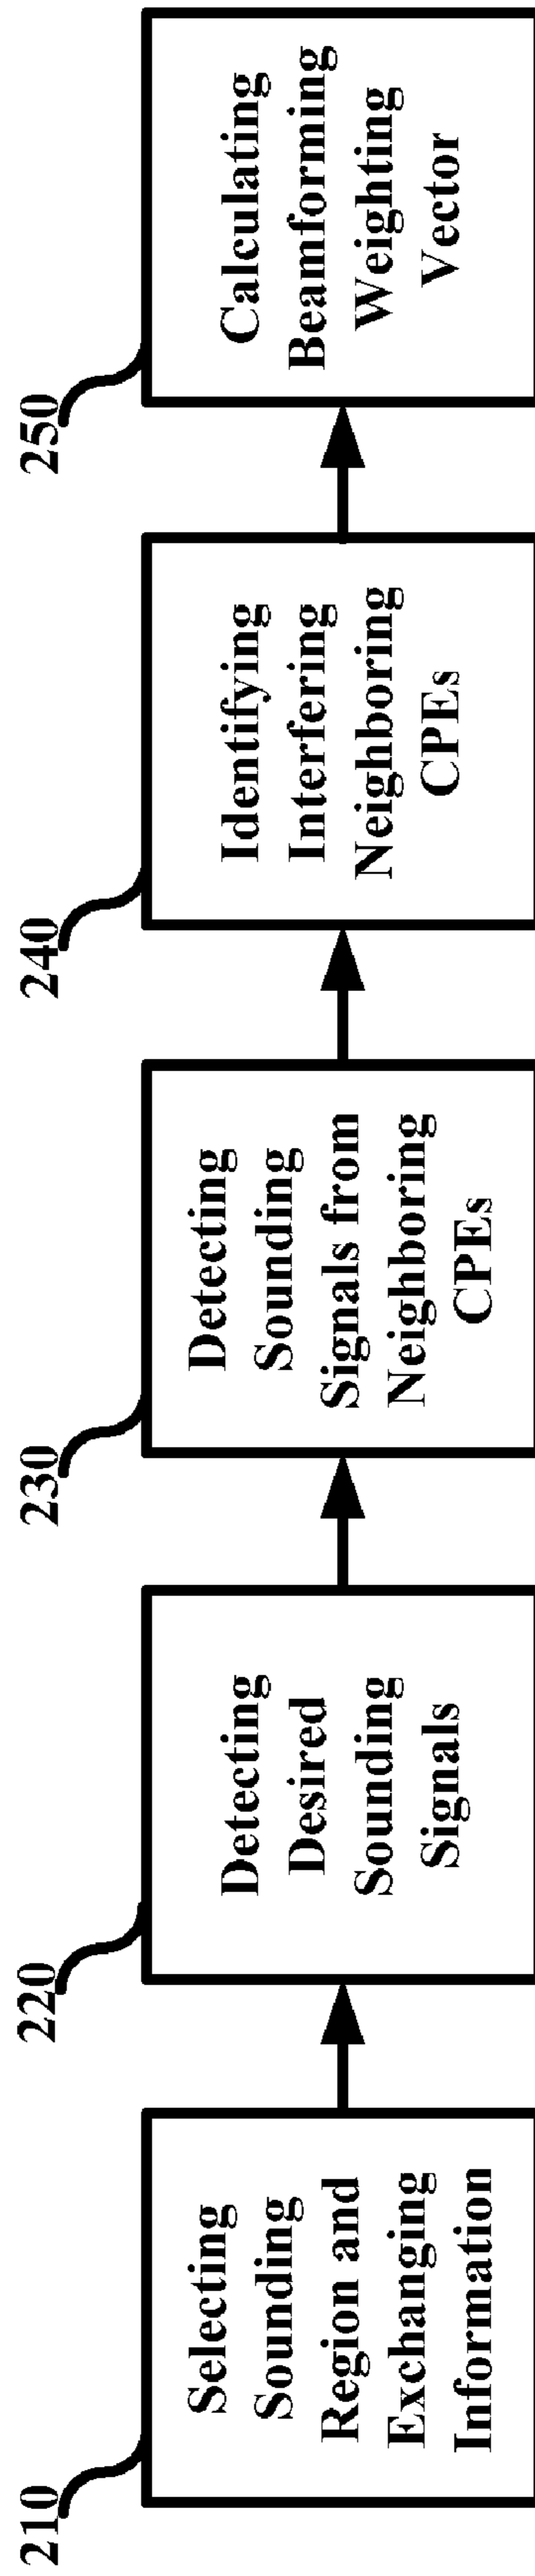 210
Selecting
Sounding
Region and
Exchanging
Information
220
Detecting
Desired
Sounding
Signals
230
Detecting
Sounding
Signals from
Neighboring
CPEs
240
Identifying
Interfering
Neighboring
CPEs
250
Calculating
Beamforming
Weighting
Vector